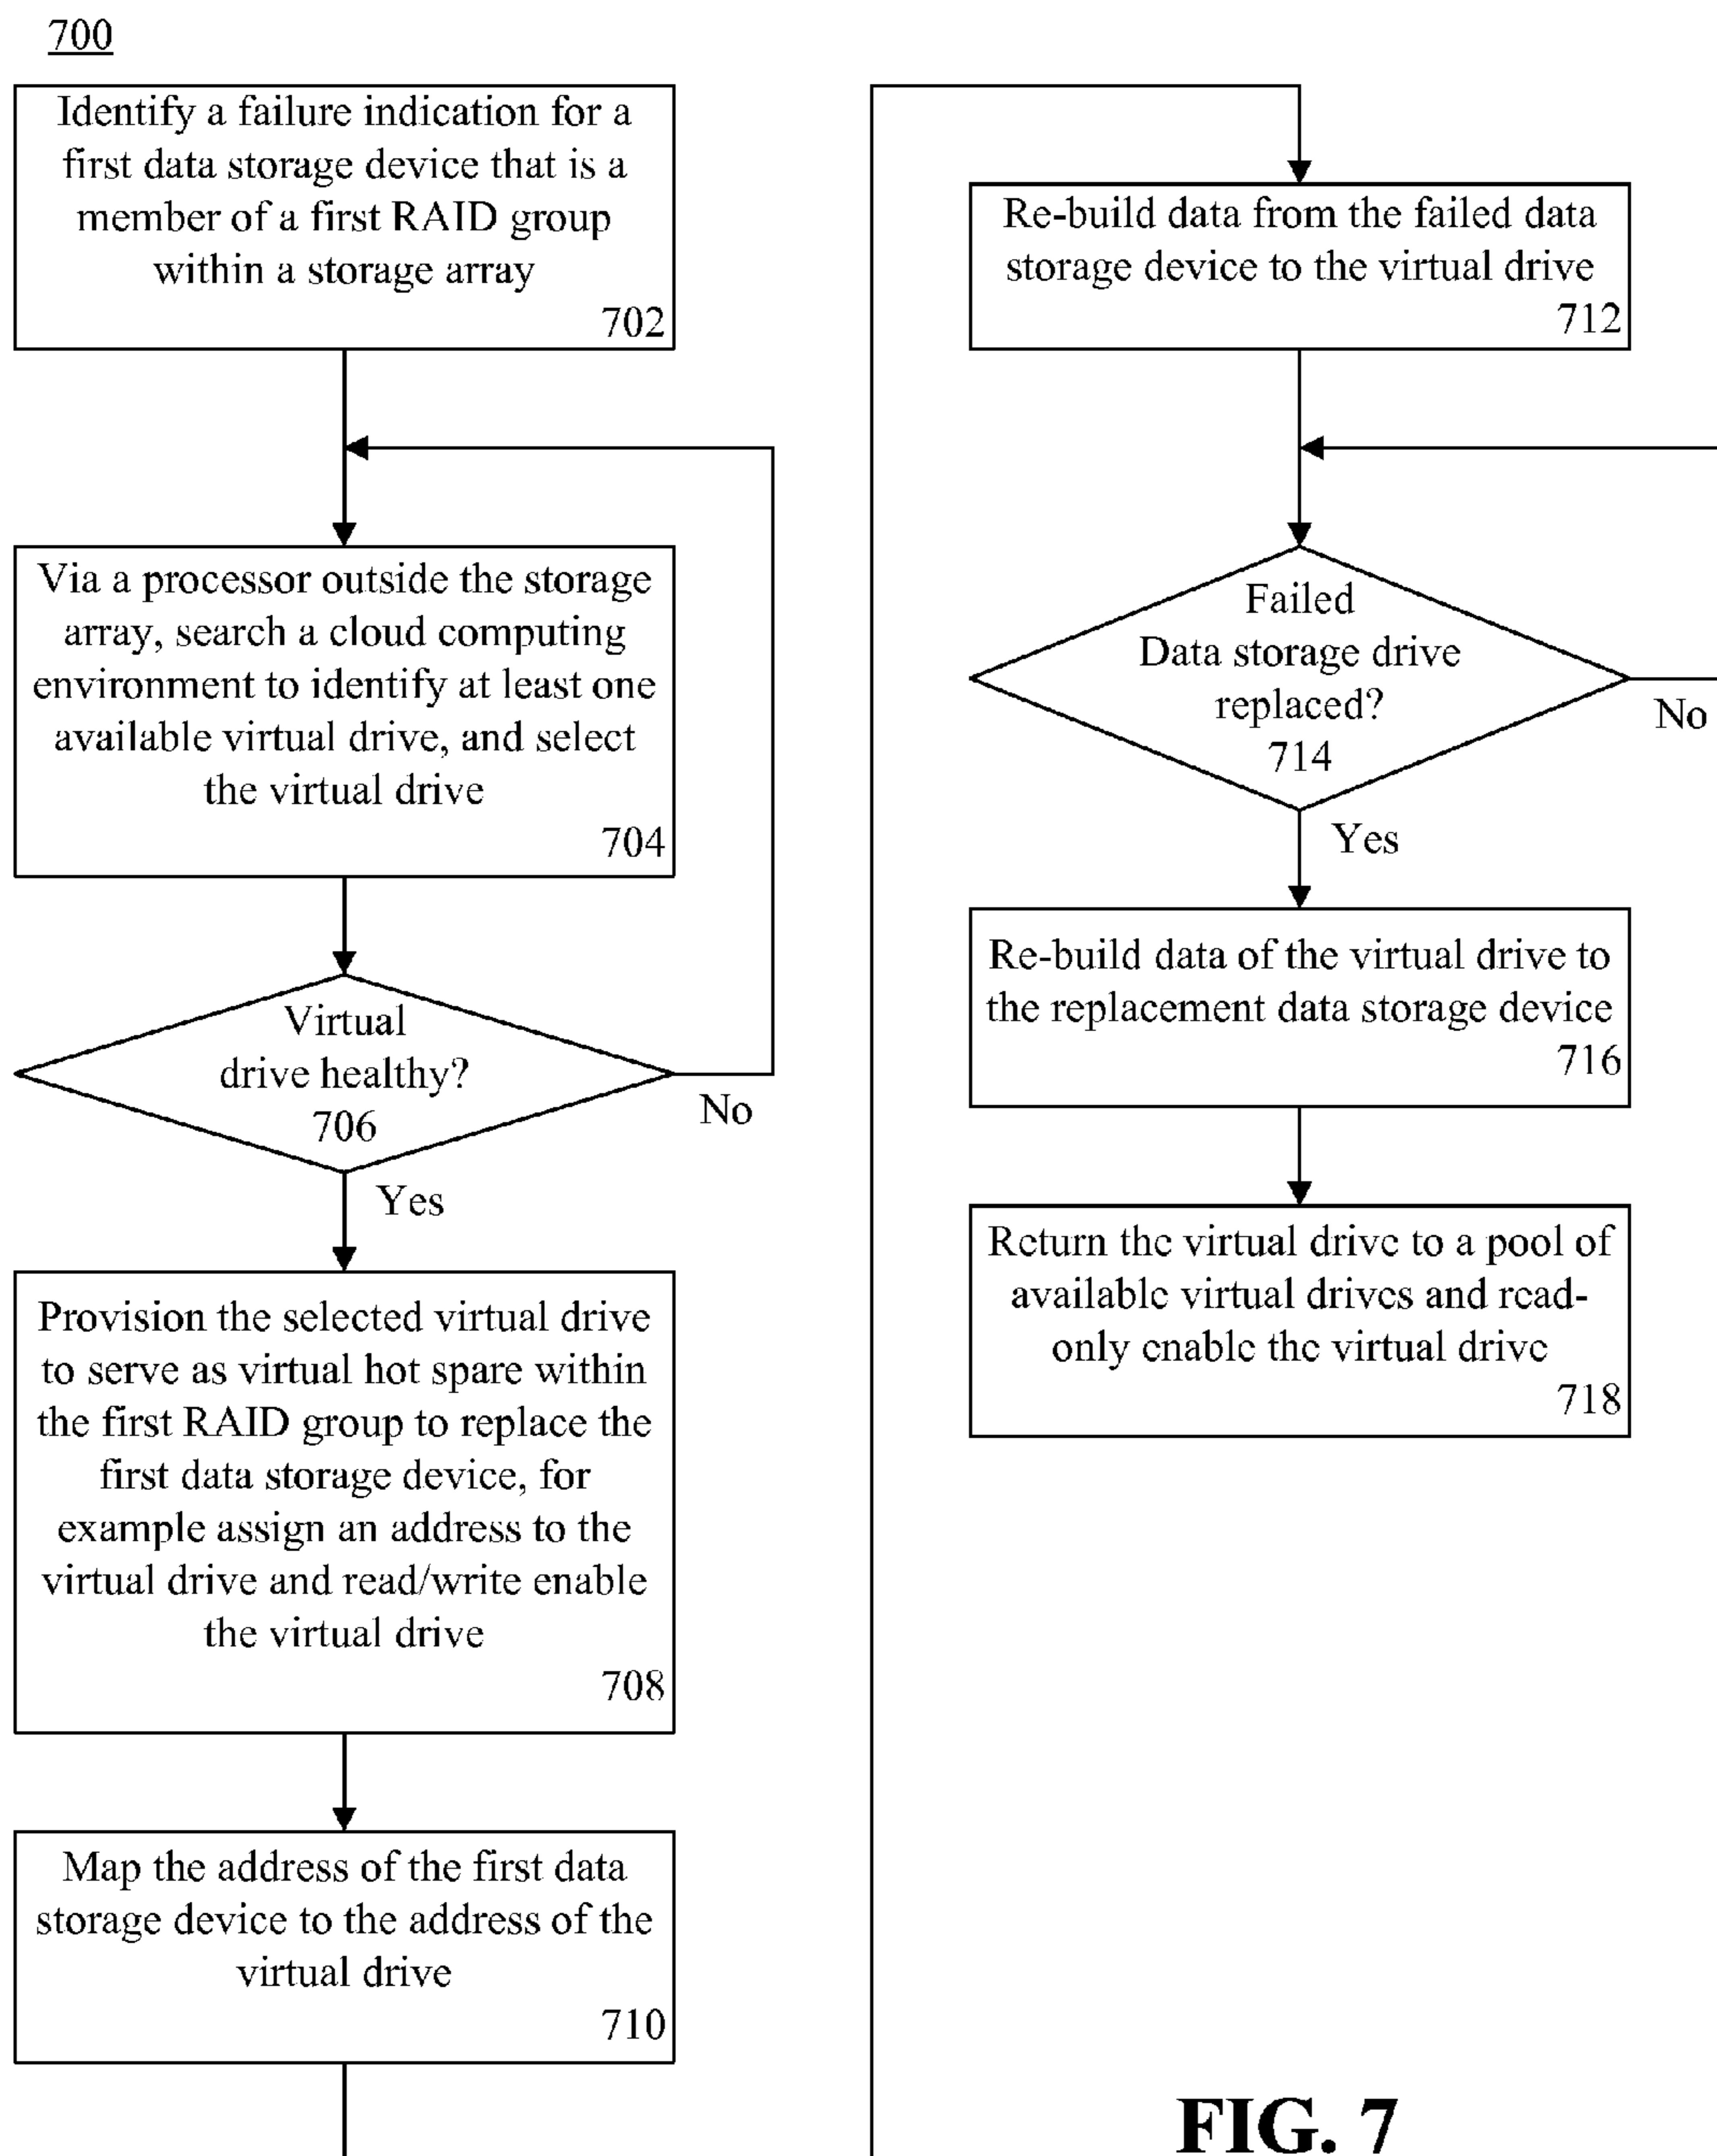 700
Identify a failure indication for a
first data storage device that is a
member of a first RAID group
within a storage array
702
Via a processor outside the storage
array, search a cloud computing
environment to identify at least one
available virtual drive, and select
the virtual drive
704
Virtual
drive healthy?
706
No
Yes
Provision the selected virtual drive
to serve as virtual hot spare within
the first RAID group to replace the
first data storage device, for
example assign an address to the
virtual drive and read/write enable
the virtual drive
708
Map the address of the first data
storage device to the address of the
virtual drive
710
Re-build data from the failed data
storage device to the virtual drive
712
Failed
Data storage drive
replaced?
714
No
Yes
Re-build data of the virtual drive to
the replacement data storage device
716
Return the virtual drive to a pool of
available virtual drives and read-
only enable the virtual drive
718
FIG. 7